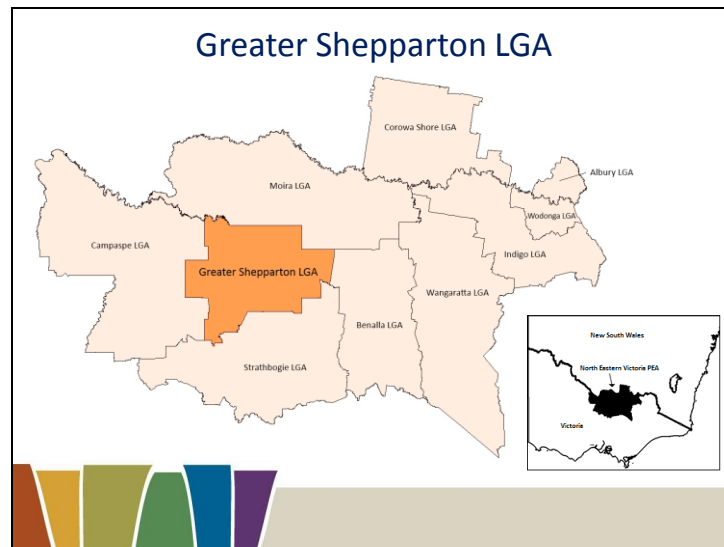 Greater Shepparton LGA
Corowa Shore LGA
Albury LGA
Moira LGA
Wodonga LGA
Campaspe LGA
Indigo LGA
Greater Shepparton LGA
Wangaratta LGA
Benalla LGA
Strathbogie LGA
New South Wales
North Eastern Victoria PEA
Victoria